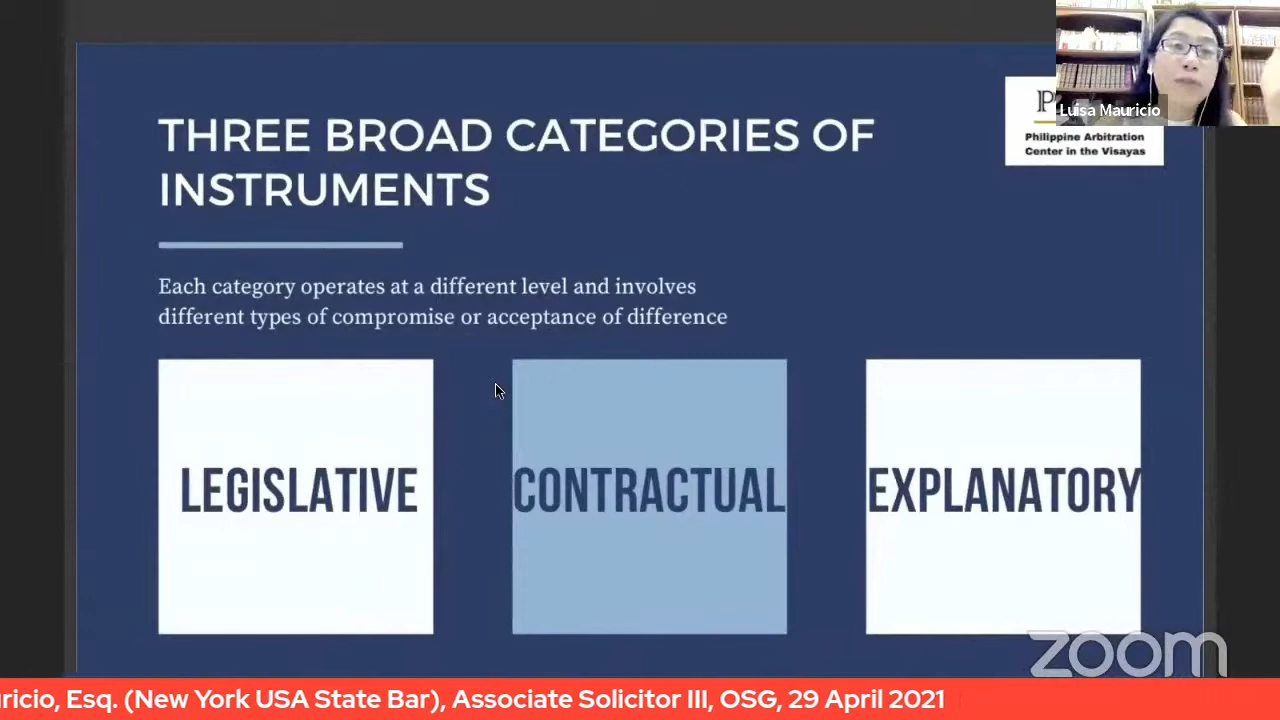 THREE BROAD CATEGORIES OF
INSTRUMENTS
Luisa Mauricio
Philippine Arbitration
Center in the Visayas
Each category operates at a different level and involves
different types of compromise or acceptance of difference
LEGISLATIVE
CONTRACTUAL
EXPLANATORY
zoom
uricio, Esq. (New York USA State Bar), Associate Solicitor III, OSG, 29 April 2021